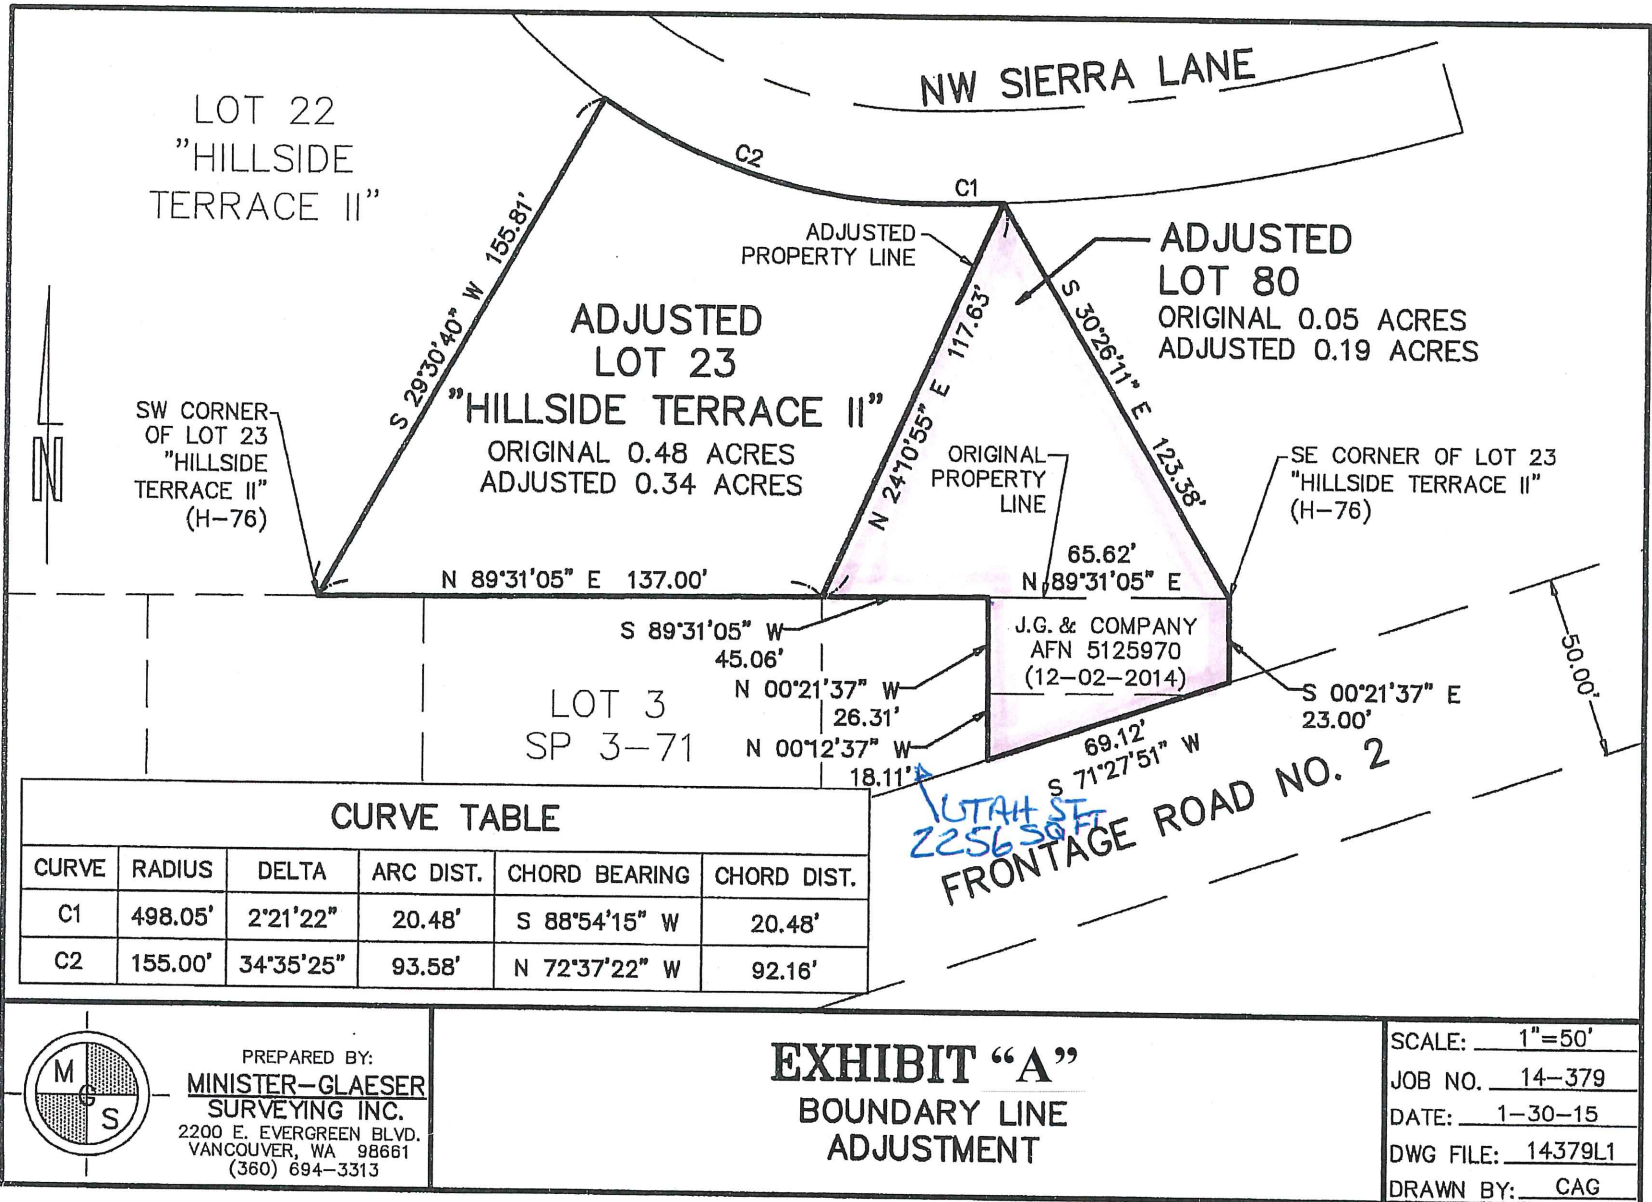 NW SIERRA LANE
LOT 22
"HILLSIDE
TERRACE II"
C2
C1
S 29°30'40" W 155.81'
ADJUSTED
PROPERTY LINE
ADJUSTED
LOT 80
ORIGINAL 0.05 ACRES
ADJUSTED 0.19 ACRES
ADJUSTED
LOT 23
"HILLSIDE TERRACE II"
ORIGINAL 0.48 ACRES
ADJUSTED 0.34 ACRES
N 24°10'55" E 117.63'
S 30°26'11" E 123.38'
N
SW CORNER
OF LOT 23
"HILLSIDE
TERRACE II"
(H-76)
ORIGINAL
PROPERTY
LINE
SE CORNER OF LOT 23
"HILLSIDE TERRACE II"
(H-76)
N 89°31'05" E 137.00'
65.62'
N 89°31'05" E
S 89°31'05" W
45.06'
J.G. & COMPANY
AFN 5125970
(12-02-2014)
N 00°21'37" W
26.31'
N 00°12'37" W
18.11'
S 00°21'37" E
23.00'
50.00'
LOT 3
SP 3-71
69.12'
S 71°27'51" W
UTAH ST
2256 SQ FT
FRONTAGE ROAD NO. 2
CURVE TABLE
CURVE RADIUS DELTA ARC DIST. CHORD BEARING CHORD DIST.
C1 498.05' 2°21'22" 20.48' S 88°54'15" W 20.48'
C2 155.00' 34°35'25" 93.58' N 72°37'22" W 92.16'
M G S
PREPARED BY:
MINISTER-GLAESER
SURVEYING INC.
2200 E. EVERGREEN BLVD.
VANCOUVER, WA 98661
(360) 694-3313
EXHIBIT “A”
BOUNDARY LINE
ADJUSTMENT
SCALE: 1"=50'
JOB NO. 14-379
DATE: 1-30-15
DWG FILE: 14379L1
DRAWN BY: CAG